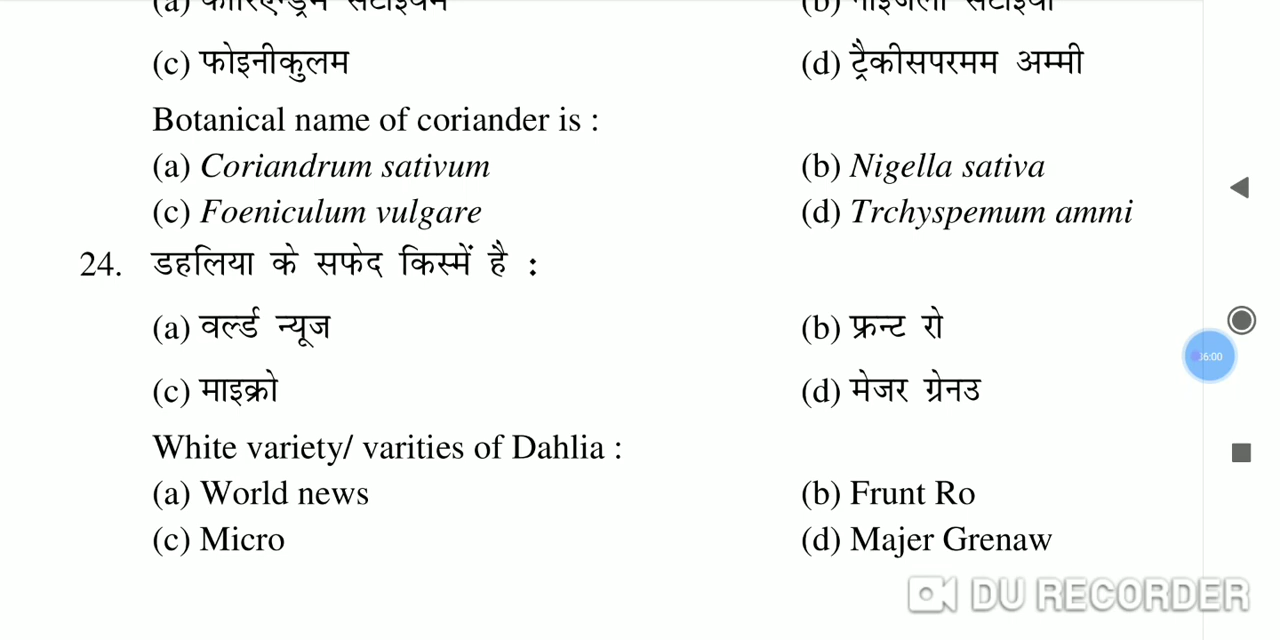 (c) फोइनीकुलम (d) ट्रैकीसपरमम अम्मी
Botanical name of coriander is :
(a) Coriandrum sativum (b) Nigella sativa
(c) Foeniculum vulgare (d) Trchyspemum ammi
24. डहलिया के सफेद किस्में है :
(a) वर्ल्ड न्यूज (b) फ्रन्ट रो
(c) माइक्रो (d) मेजर ग्रेनउ
White variety/ varities of Dahlia :
(a) World news (b) Frunt Ro
(c) Micro (d) Majer Grenaw
DU RECORDER